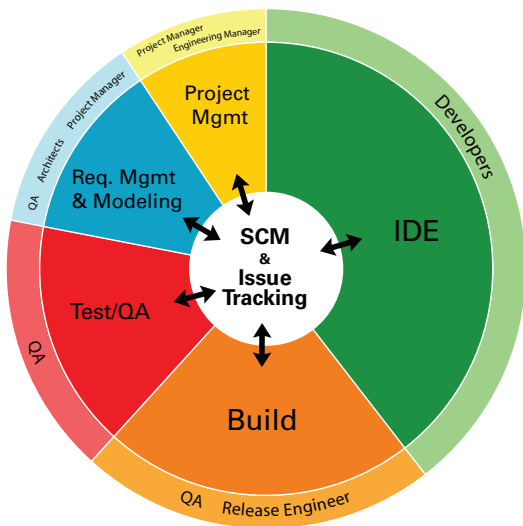 Project Manager
Engineering Manager
Project
Mgmt
Developers
IDE
QA Architects Project Manager
Req. Mgmt
& Modeling
SCM
&
Issue
Tracking
Test/QA
QA
Build
QA Release Engineer